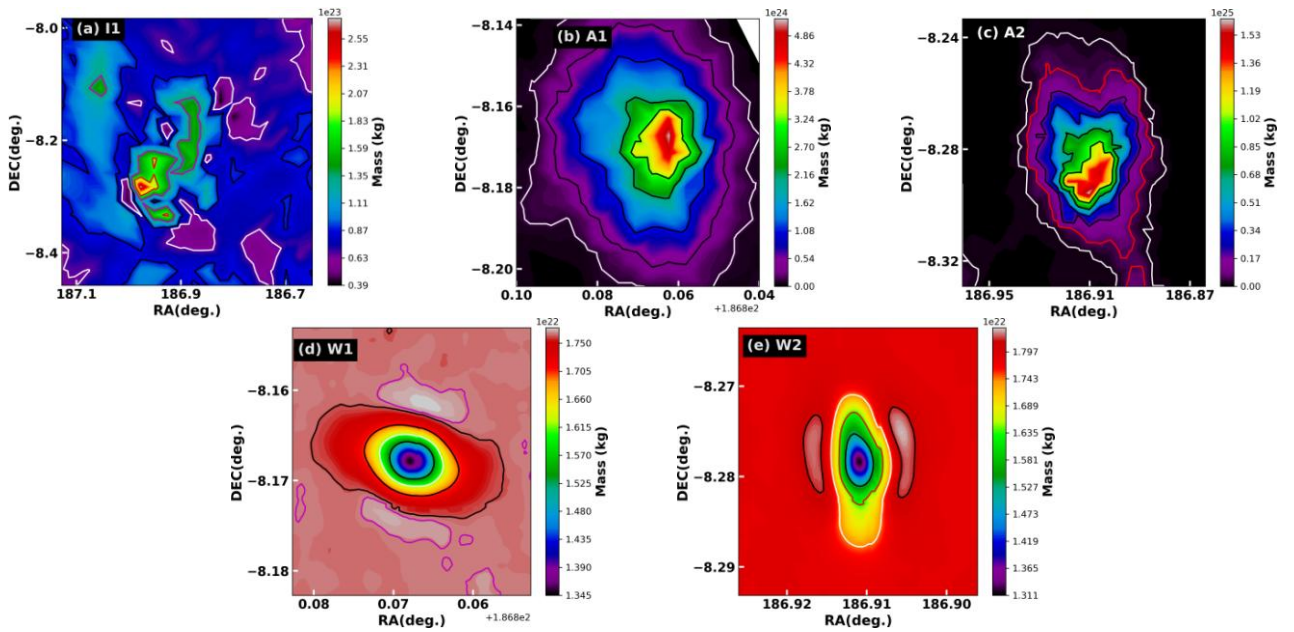 (a) I1
−8.0
−8.2
−8.4
DEC(deg.)
187.1 186.9 186.7
RA(deg.)
1e23
2.55
2.31
2.07
1.83
1.59
1.35
1.11
0.87
0.63
0.39
Mass (kg)
(b) A1
−8.14
−8.16
−8.18
−8.20
DEC(deg.)
0.10 0.08 0.06 0.04
RA(deg.)
+1.868e2
1e24
4.86
4.32
3.78
3.24
2.70
2.16
1.62
1.08
0.54
0.00
Mass (kg)
(c) A2
−8.24
−8.28
−8.32
DEC(deg.)
186.95 186.91 186.87
RA(deg.)
1e25
1.53
1.36
1.19
1.02
0.85
0.68
0.51
0.34
0.17
0.00
Mass (kg)
(d) W1
−8.16
−8.17
−8.18
DEC(deg.)
0.08 0.07 0.06
RA(deg.)
+1.868e2
1e22
1.750
1.705
1.660
1.615
1.570
1.525
1.480
1.435
1.390
1.345
Mass (kg)
(e) W2
−8.27
−8.28
−8.29
DEC(deg.)
186.92 186.91 186.90
RA(deg.)
1e22
1.797
1.743
1.689
1.635
1.581
1.527
1.473
1.419
1.365
1.311
Mass (kg)